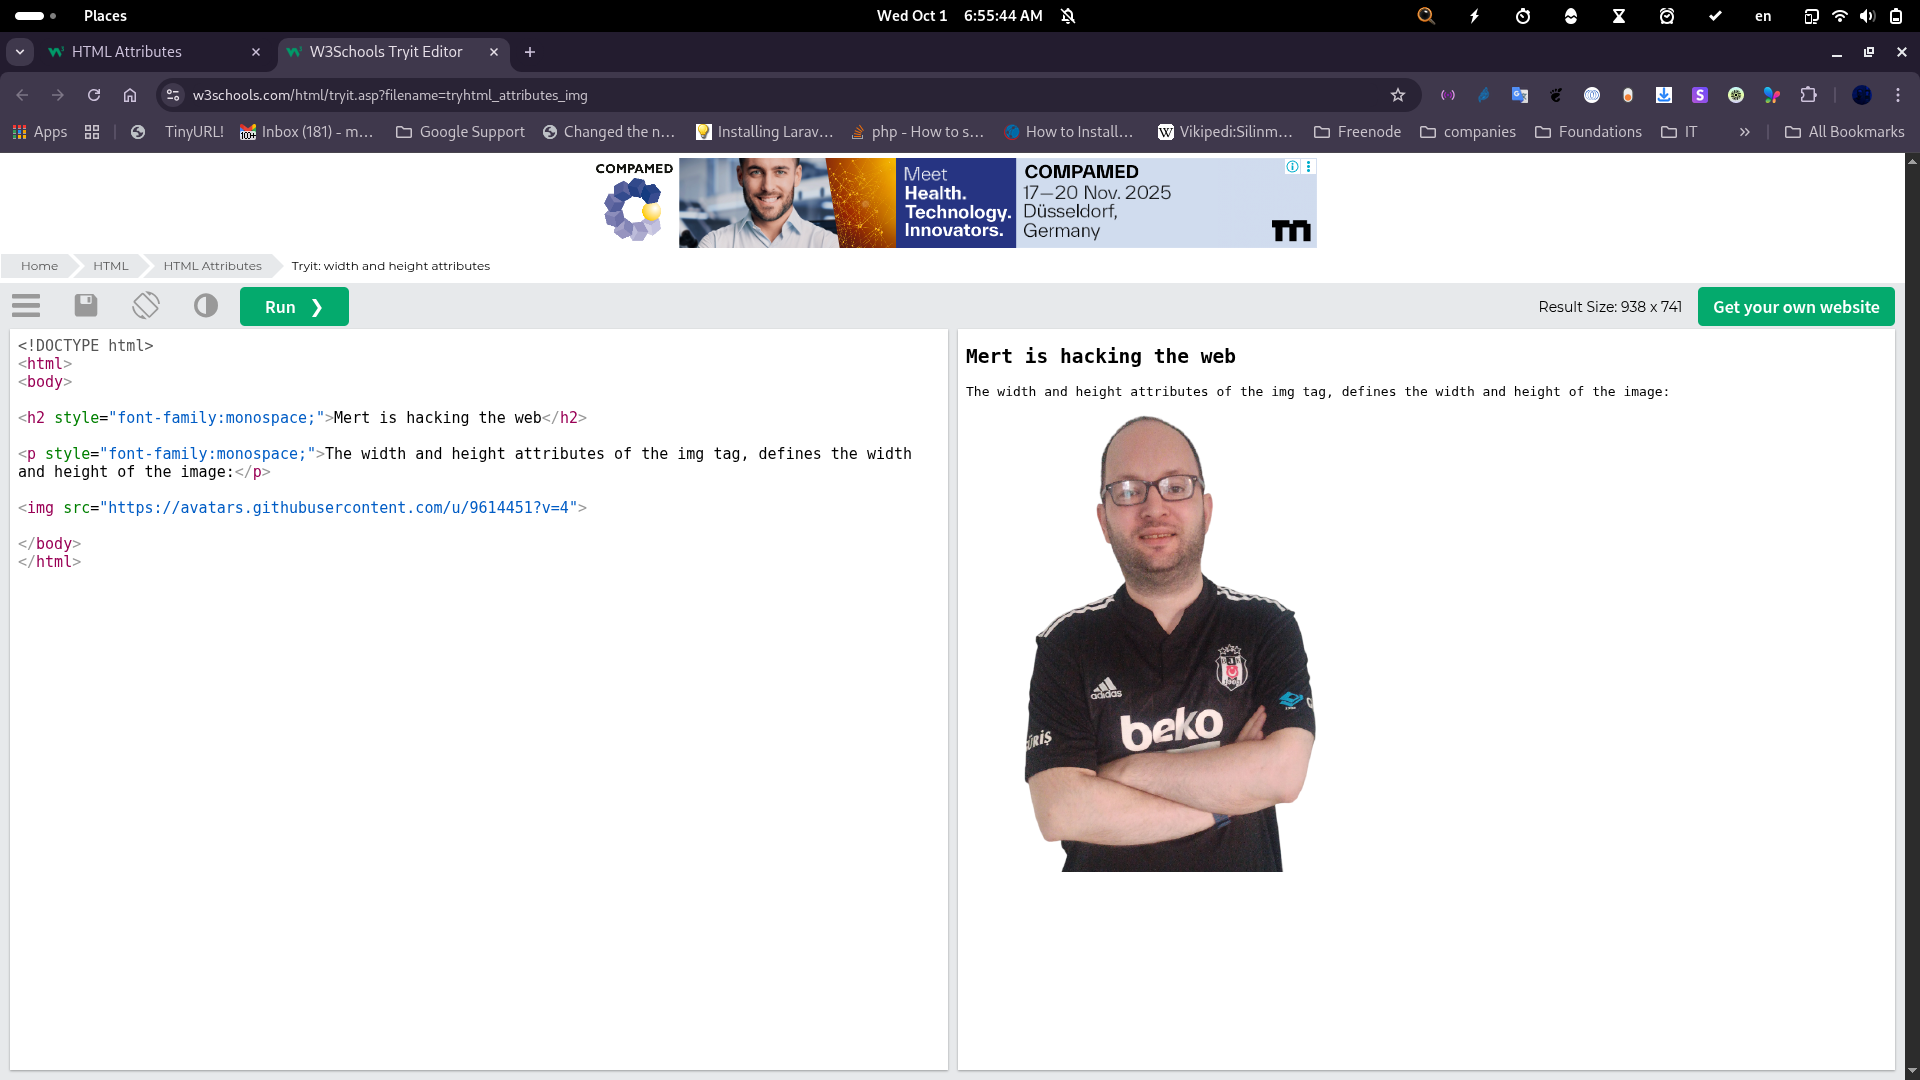 Places
Wed Oct 1 6:55:44 AM
en
HTML Attributes
W3Schools Tryit Editor
w3schools.com/html/tryit.asp?filename=tryhtml_attributes_img
Apps
TinyURL!
Inbox (181) - m...
Google Support
Changed the n...
Installing Larav...
php - How to s...
How to Install...
Vikipedi:Silinm...
Freenode
companies
Foundations
IT
All Bookmarks
COMPAMED
Meet
Health.
Technology.
Innovators.
COMPAMED
17—20 Nov. 2025
Düsseldorf,
Germany
Home
HTML
HTML Attributes
Tryit: width and height attributes
Run ❯
Result Size: 938 x 741
Get your own website
<!DOCTYPE html>
<html>
<body>
<h2 style="font-family:monospace;">Mert is hacking the web</h2>
<p style="font-family:monospace;">The width and height attributes of the img tag, defines the width
and height of the image:</p>
<img src="https://avatars.githubusercontent.com/u/9614451?v=4">
</body>
</html>
Mert is hacking the web
The width and height attributes of the img tag, defines the width and height of the image:
adidas
beko